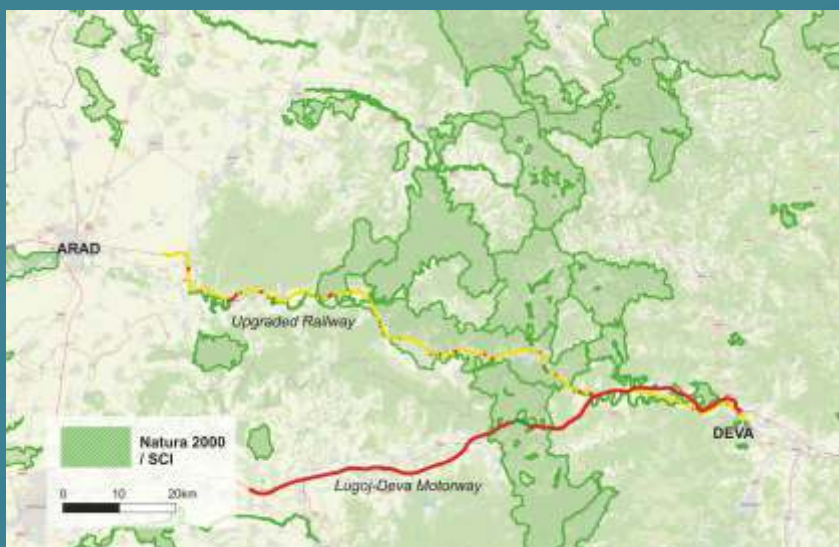 ARAD
Upgraded Railway
DEVA
Natura 2000
/ SCI
0 10 20km
Lugoj-Deva Motorway